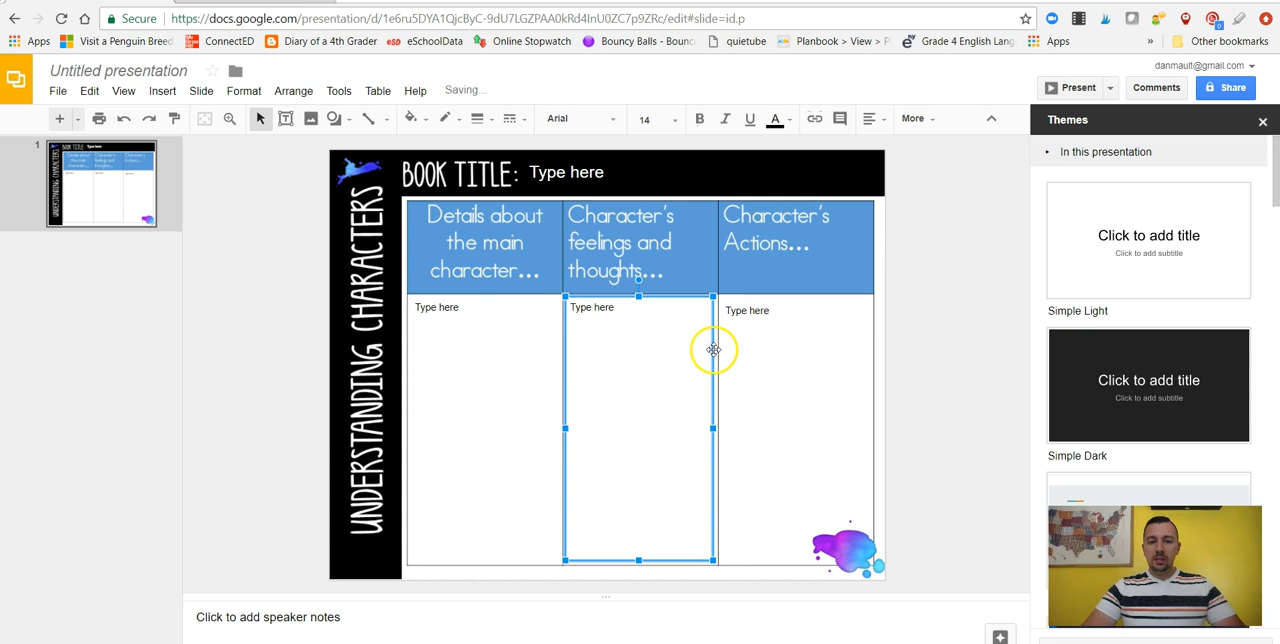 Secure
https://docs.google.com/presentation/d/1e6ru5DYA1QjcByC-9dU7LGZPAA0kRd4InU0ZC7p9ZRc/edit#slide=id.p
Apps Visit a Penguin Breed ConnectED Diary of a 4th Grader esD eSchoolData Online Stopwatch Bouncy Balls - Bounc quietube Planbook > View > P Grade 4 English Lang Apps » Other bookmarks
Untitled presentation
danmault@gmail.com
File Edit View Insert Slide Format Arrange Tools Table Help Saving...
Present Comments Share
Arial 14 B I U A More
Themes
1
In this presentation
BOOK TITLE: Type here
UNDERSTANDING CHARACTERS
Details about
the main
character...
Character's
feelings and
thoughts...
Character's
Actions...
Type here
Type here
Type here
Click to add title
Click to add subtitle
Simple Light
Click to add title
Click to add subtitle
Simple Dark
Click to add speaker notes